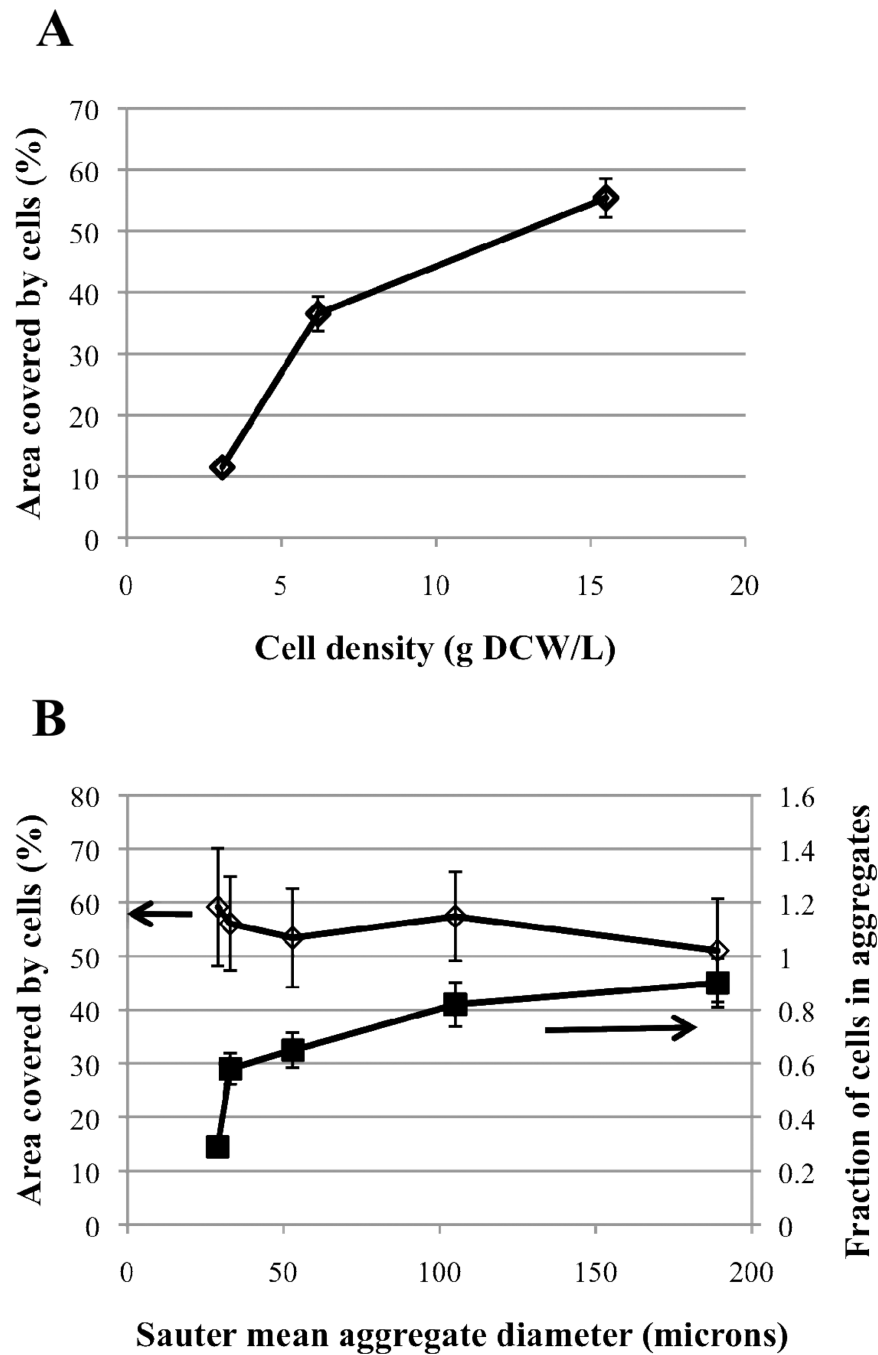 A
Area covered by cells (%)
70
60
50
40
30
20
10
0
0 5 10 15 20
Cell density (g DCW/L)
B
Area covered by cells (%)
80
70
60
50
40
30
20
10
0
1.6
1.4
1.2
1
0.8
0.6
0.4
0.2
0
Fraction of cells in aggregates
0 50 100 150 200
Sauter mean aggregate diameter (microns)